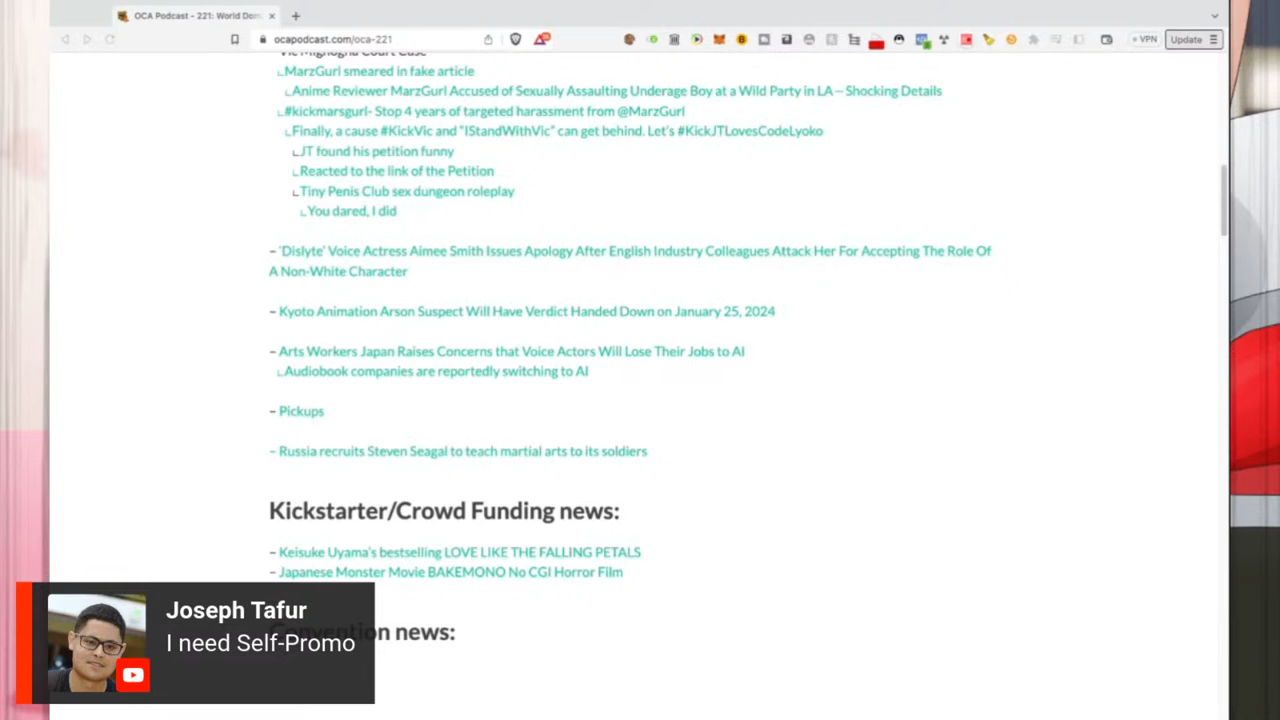 OCA Podcast - 221: World Dom
ocapodcast.com/oca-221
VPN
Update
Vic Mignogna Court Case
MarzGurl smeared in fake article
Anime Reviewer MarzGurl Accused of Sexually Assaulting Underage Boy at a Wild Party in LA—Shocking Details
#kickmarsgurl- Stop 4 years of targeted harassment from @MarzGurl
Finally, a cause #KickVic and “IStandWithVic” can get behind. Let’s #KickJTLovesCodeLyoko
JT found his petition funny
Reacted to the link of the Petition
Tiny Penis Club sex dungeon roleplay
You dared, I did
– ‘Dislyte’ Voice Actress Aimee Smith Issues Apology After English Industry Colleagues Attack Her For Accepting The Role Of
A Non-White Character
– Kyoto Animation Arson Suspect Will Have Verdict Handed Down on January 25, 2024
– Arts Workers Japan Raises Concerns that Voice Actors Will Lose Their Jobs to AI
Audiobook companies are reportedly switching to AI
– Pickups
– Russia recruits Steven Seagal to teach martial arts to its soldiers
Kickstarter/Crowd Funding news:
– Keisuke Uyama’s bestselling LOVE LIKE THE FALLING PETALS
– Japanese Monster Movie BAKEMONO No CGI Horror Film
Convention news:
Joseph Tafur
I need Self-Promo